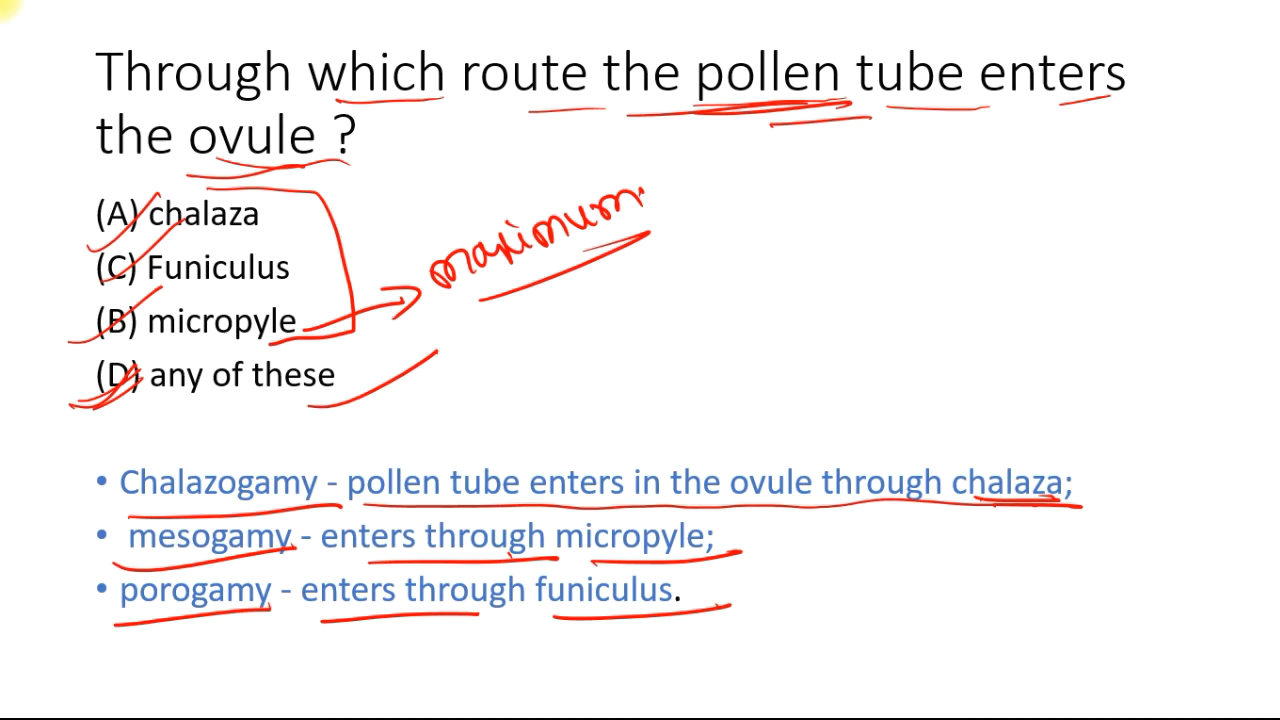 Through which route the pollen tube enters
the ovule ?
(A) chalaza
(C) Funiculus
(B) micropyle
(D) any of these
maximum
• Chalazogamy - pollen tube enters in the ovule through chalaza;
• mesogamy - enters through micropyle;
• porogamy - enters through funiculus.